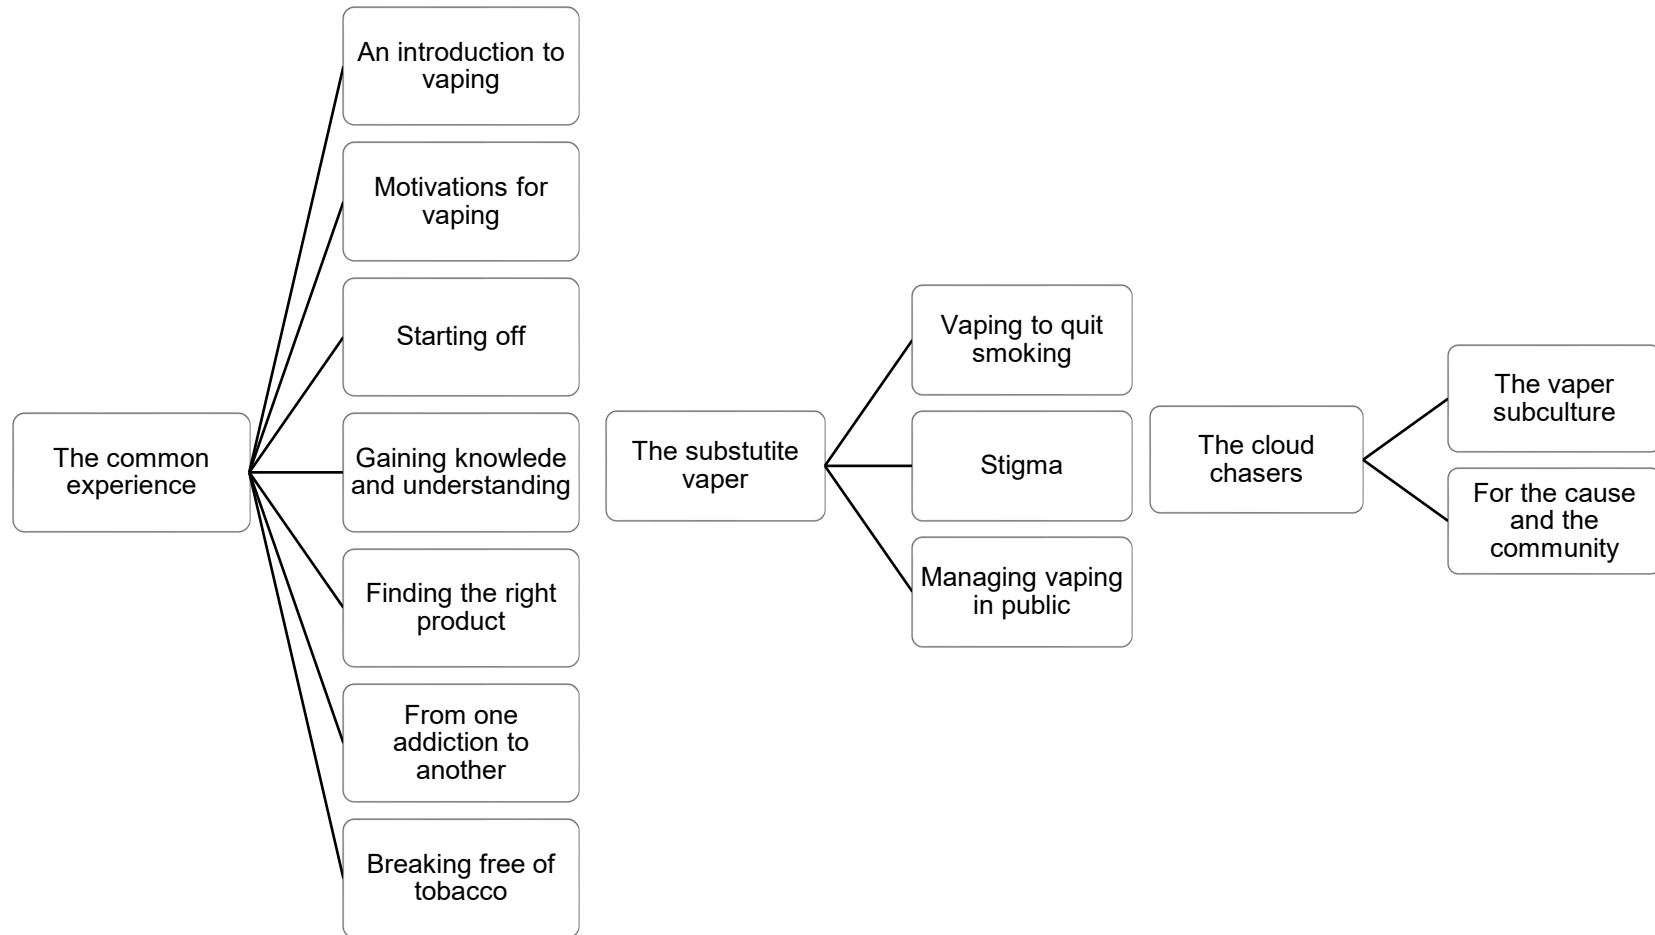 The common
experience
An introduction to
vaping
Motivations for
vaping
Starting off
Gaining knowlede
and understanding
Finding the right
product
From one
addiction to
another
Breaking free of
tobacco
The substutite
vaper
Vaping to quit
smoking
Stigma
Managing vaping
in public
The cloud
chasers
The vaper
subculture
For the cause
and the
community